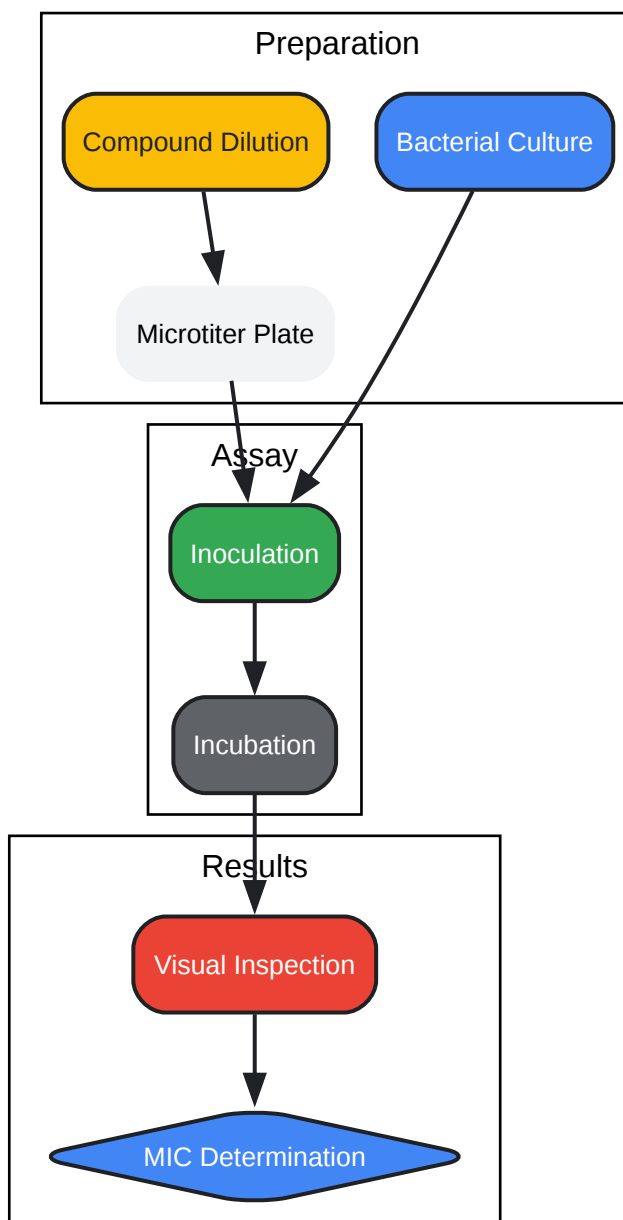 Preparation
Compound Dilution
Bacterial Culture
Microtiter Plate
Assay
Inoculation
Incubation
Results
Visual Inspection
MIC Determination